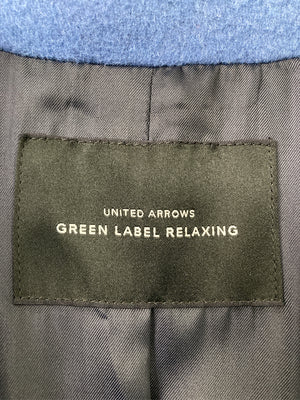 UNITED ARROWS
GREEN LABEL RELAXING